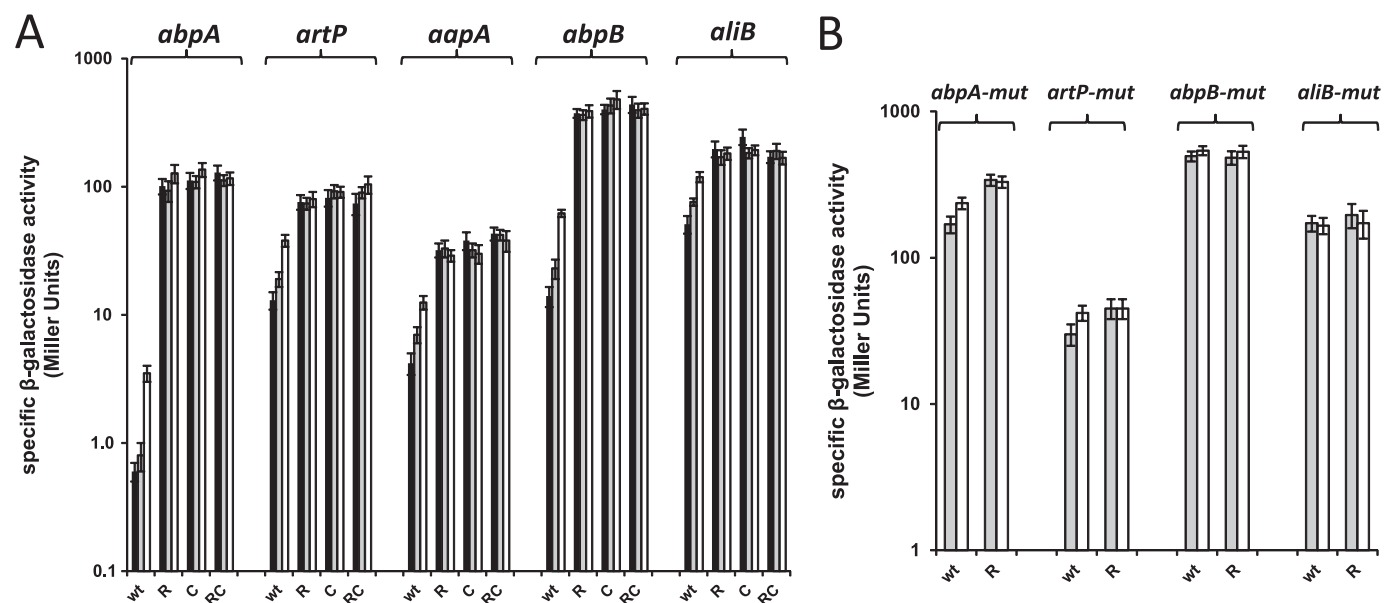 A
abpA artP aapA abpB aliB
specific β-galactosidase activity
(Miller Units)
1000
100
10
1.0
0.1
wt R C RC wt R C RC wt R C RC wt R C RC wt R C RC
B
abpA-mut artP-mut abpB-mut aliB-mut
specific β-galactosidase activity
(Miller Units)
1000
100
10
1
wt R wt R wt R wt R